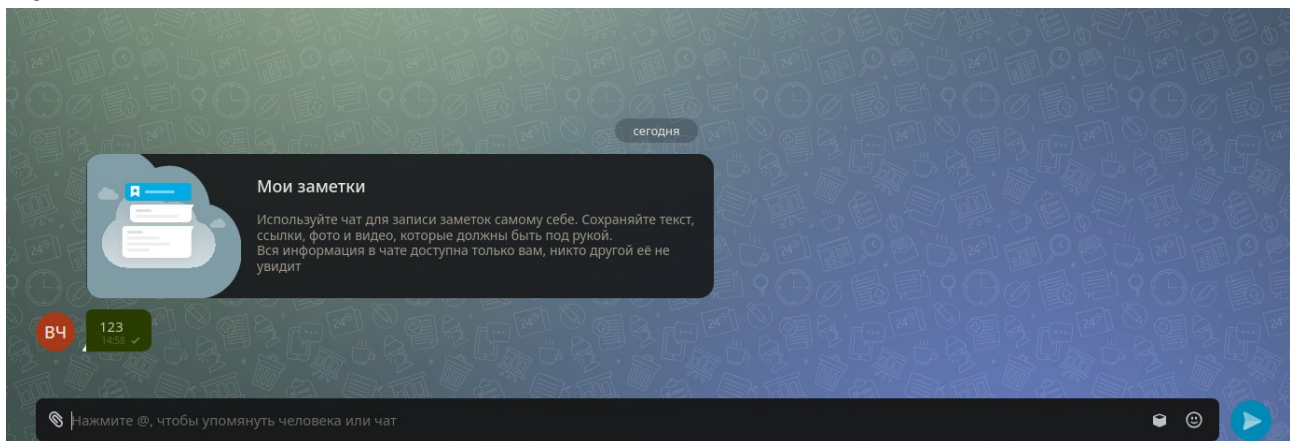 сегодня
Мои заметки
Используйте чат для записи заметок самому себе. Сохраняйте текст,
ссылки, фото и видео, которые должны быть под рукой.
Вся информация в чате доступна только вам, никто другой её не
увидит
ВЧ
123
14:58
Нажмите @, чтобы упомянуть человека или чат